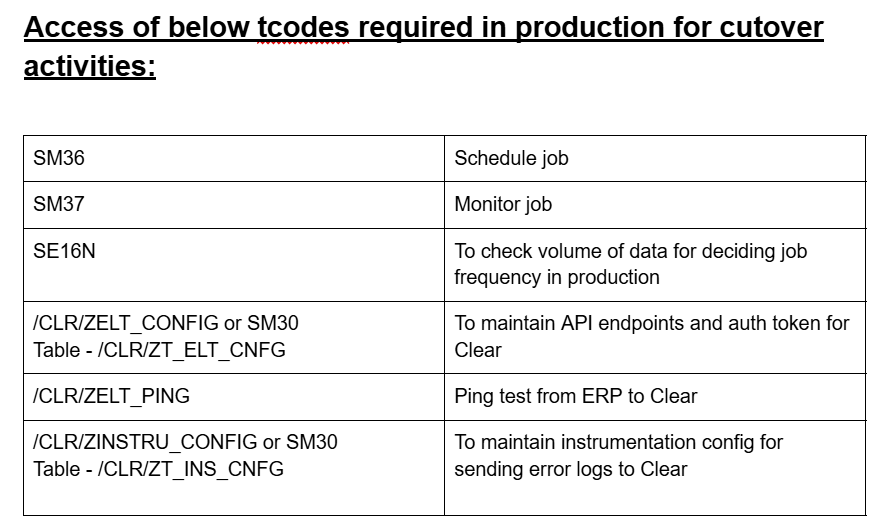 Access of below tcodes required in production for cutover
activities:
SM36
Schedule job
SM37
Monitor job
SE16N
To check volume of data for deciding job
frequency in production
/CLR/ZELT_CONFIG or SM30
Table - /CLR/ZT_ELT_CNFG
To maintain API endpoints and auth token for
Clear
/CLR/ZELT_PING
Ping test from ERP to Clear
/CLR/ZINSTRU_CONFIG or SM30
Table - /CLR/ZT_INS_CNFG
To maintain instrumentation config for
sending error logs to Clear